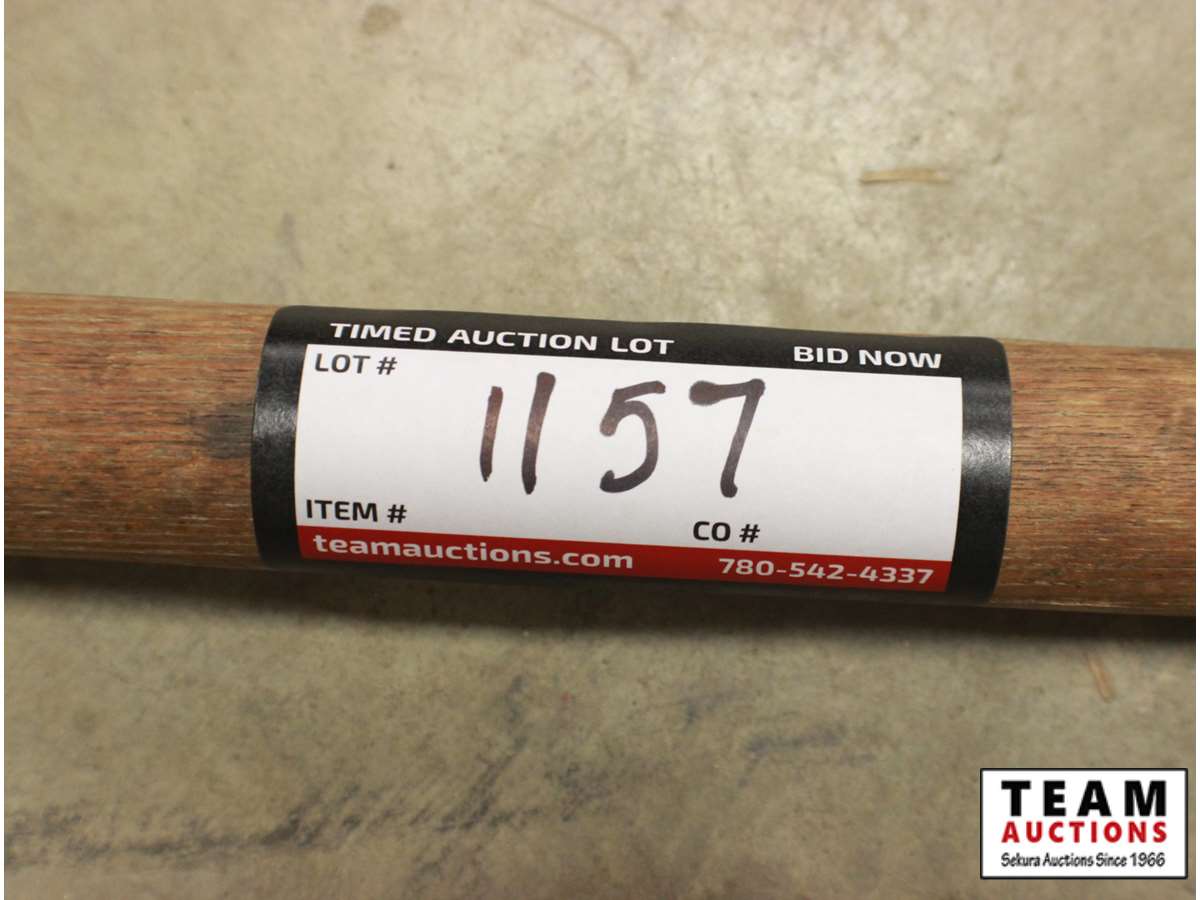 TIMED AUCTION LOT BID NOW
LOT #
1157
ITEM # CO #
teamauctions.com 780-542-4337
TEAM
AUCTIONS
Sekura Auctions Since 1966